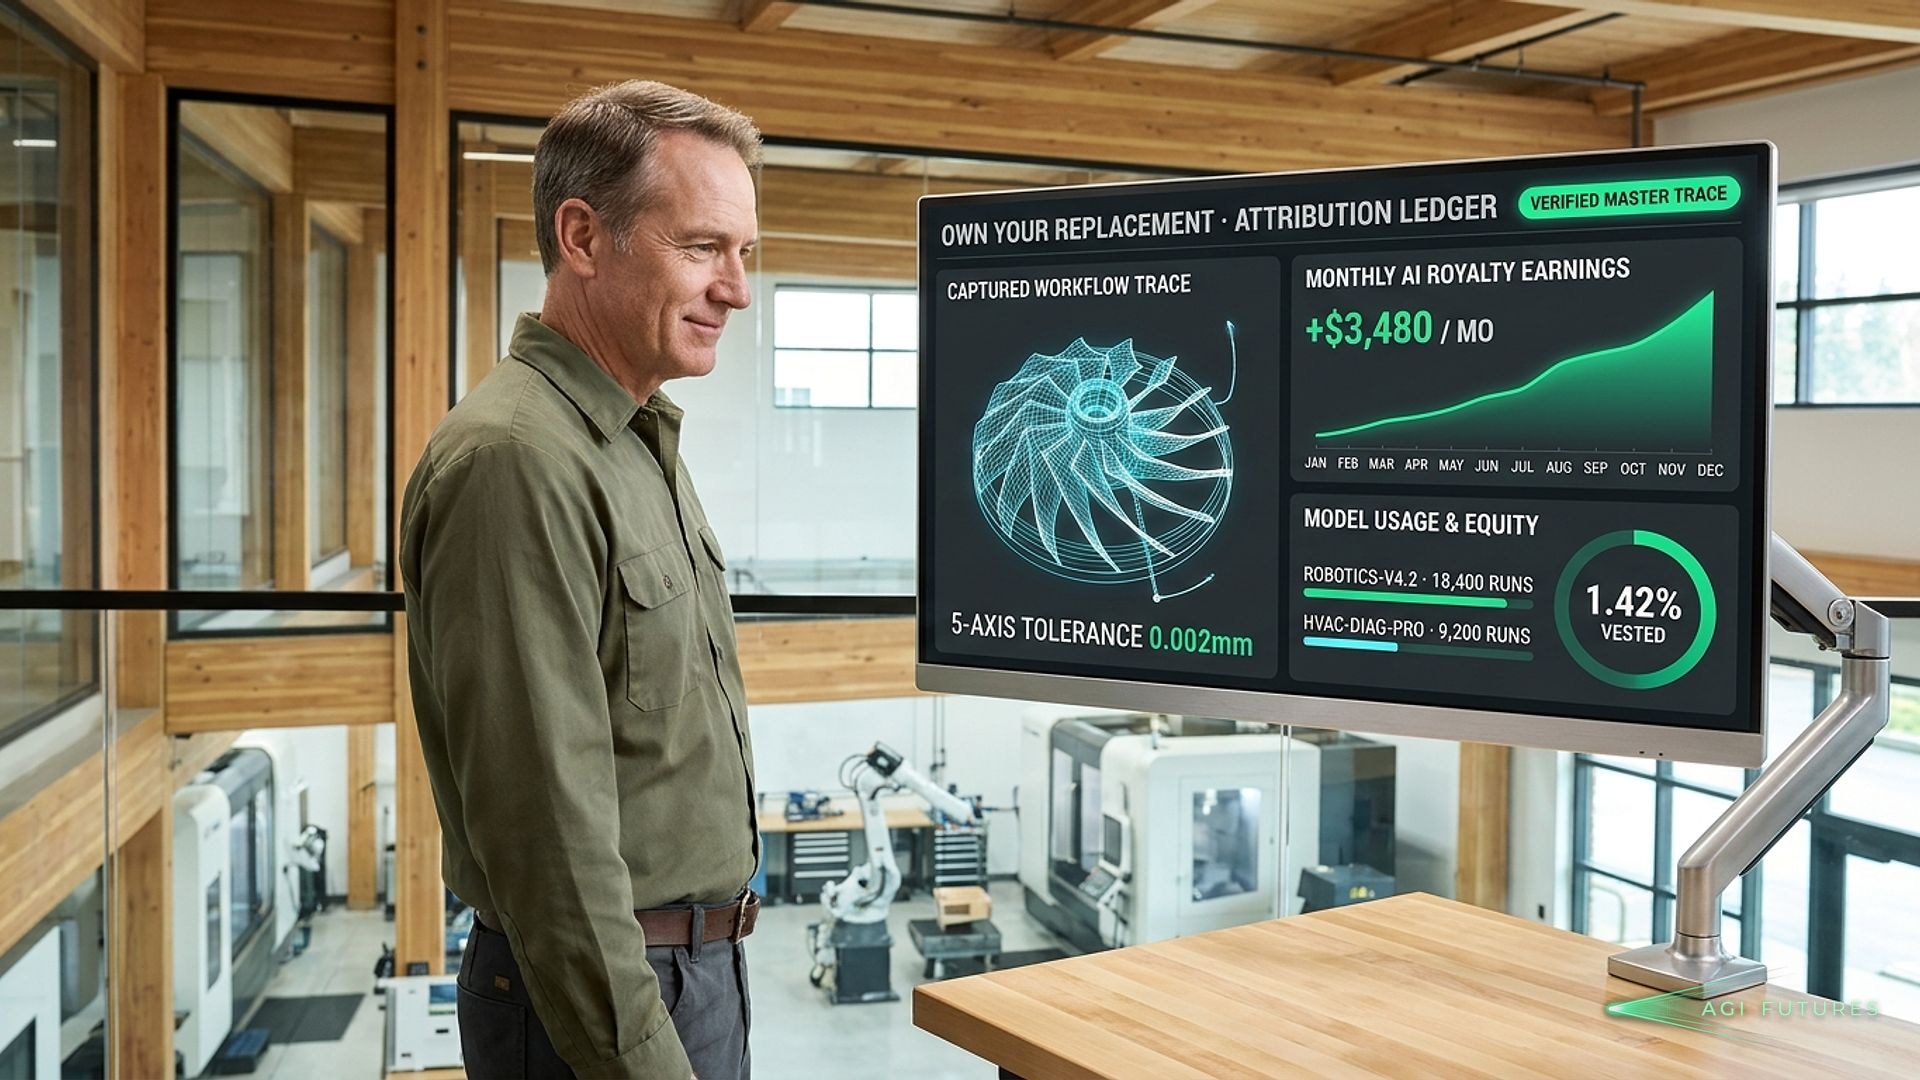 OWN YOUR REPLACEMENT · ATTRIBUTION LEDGER
VERIFIED MASTER TRACE
CAPTURED WORKFLOW TRACE
5-AXIS TOLERANCE 0.002mm
MONTHLY AI ROYALTY EARNINGS
+$3,480 / MO
JAN FEB MAR APR MAY JUN JUL AUG SEP OCT NOV DEC
MODEL USAGE & EQUITY
ROBOTICS-V4.2 · 18,400 RUNS
HVAC-DIAG-PRO · 9,200 RUNS
1.42%
VESTED
AGI FUTURES